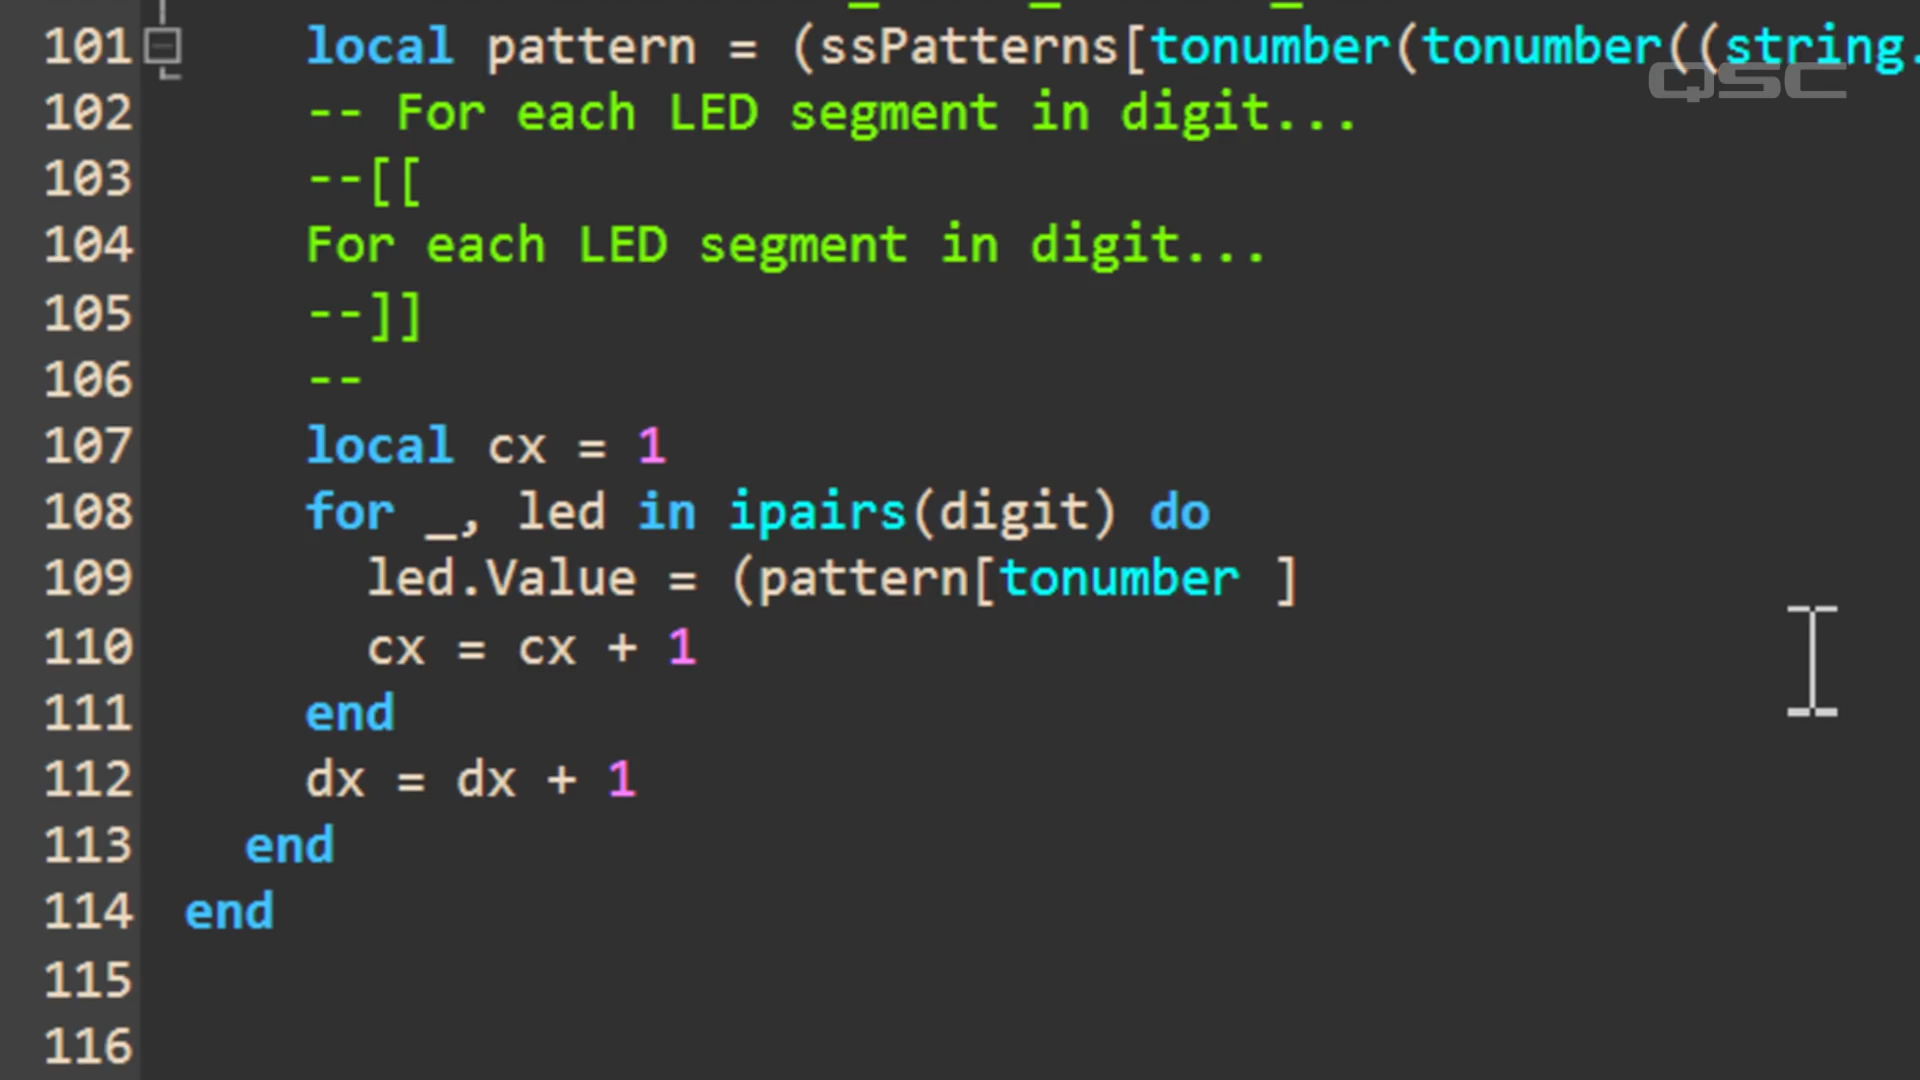 101 local pattern = (ssPatterns[tonumber(tonumber((string.
QSC
102 -- For each LED segment in digit...
103 --[[
104 For each LED segment in digit...
105 --]]
106 --
107 local cx = 1
108 for _, led in ipairs(digit) do
109 led.Value = (pattern[tonumber ]
110 cx = cx + 1
111 end
112 dx = dx + 1
113 end
114 end
115
116